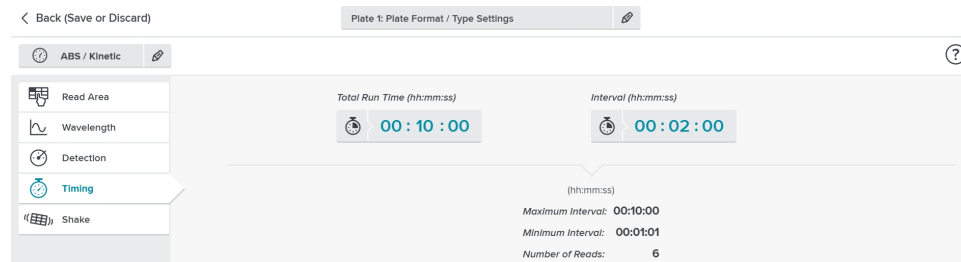 Back (Save or Discard)
Plate 1: Plate Format / Type Settings
ABS / Kinetic
?
Read Area
Wavelength
Detection
Timing
Shake
Total Run Time (hh:mm:ss)
Interval (hh:mm:ss)
00 : 10 : 00
00 : 02 : 00
(hh:mm:ss)
Maximum Interval: 00:10:00
Minimum Interval: 00:01:01
Number of Reads: 6